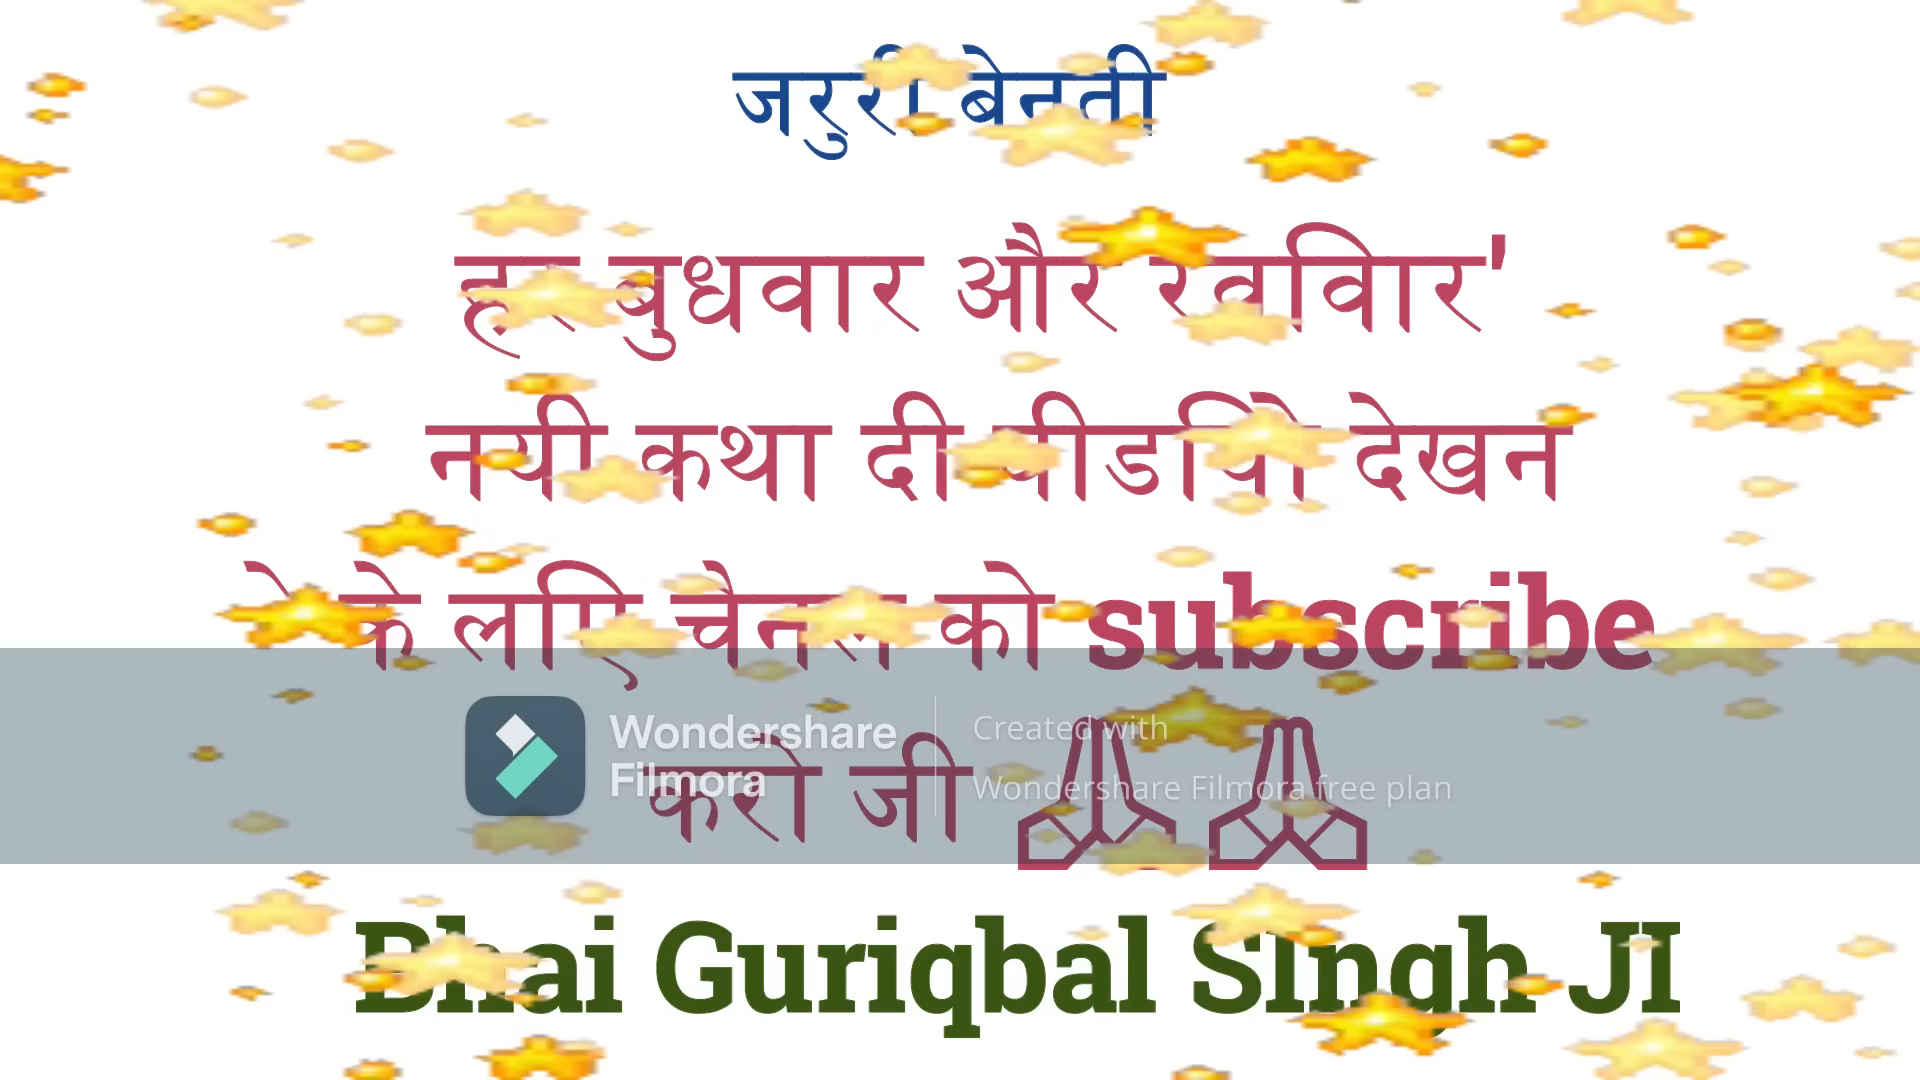 जरुरी बेनती
हर बुधवार और रविवार'
नयी कथा दी वीडियो देखन
े के लिए चैनल को subscribe
करो जी 🙏🙏
Wondershare Filmora
Created with
Wondershare Filmora free plan
Bhai Guriqbal SIngh JI